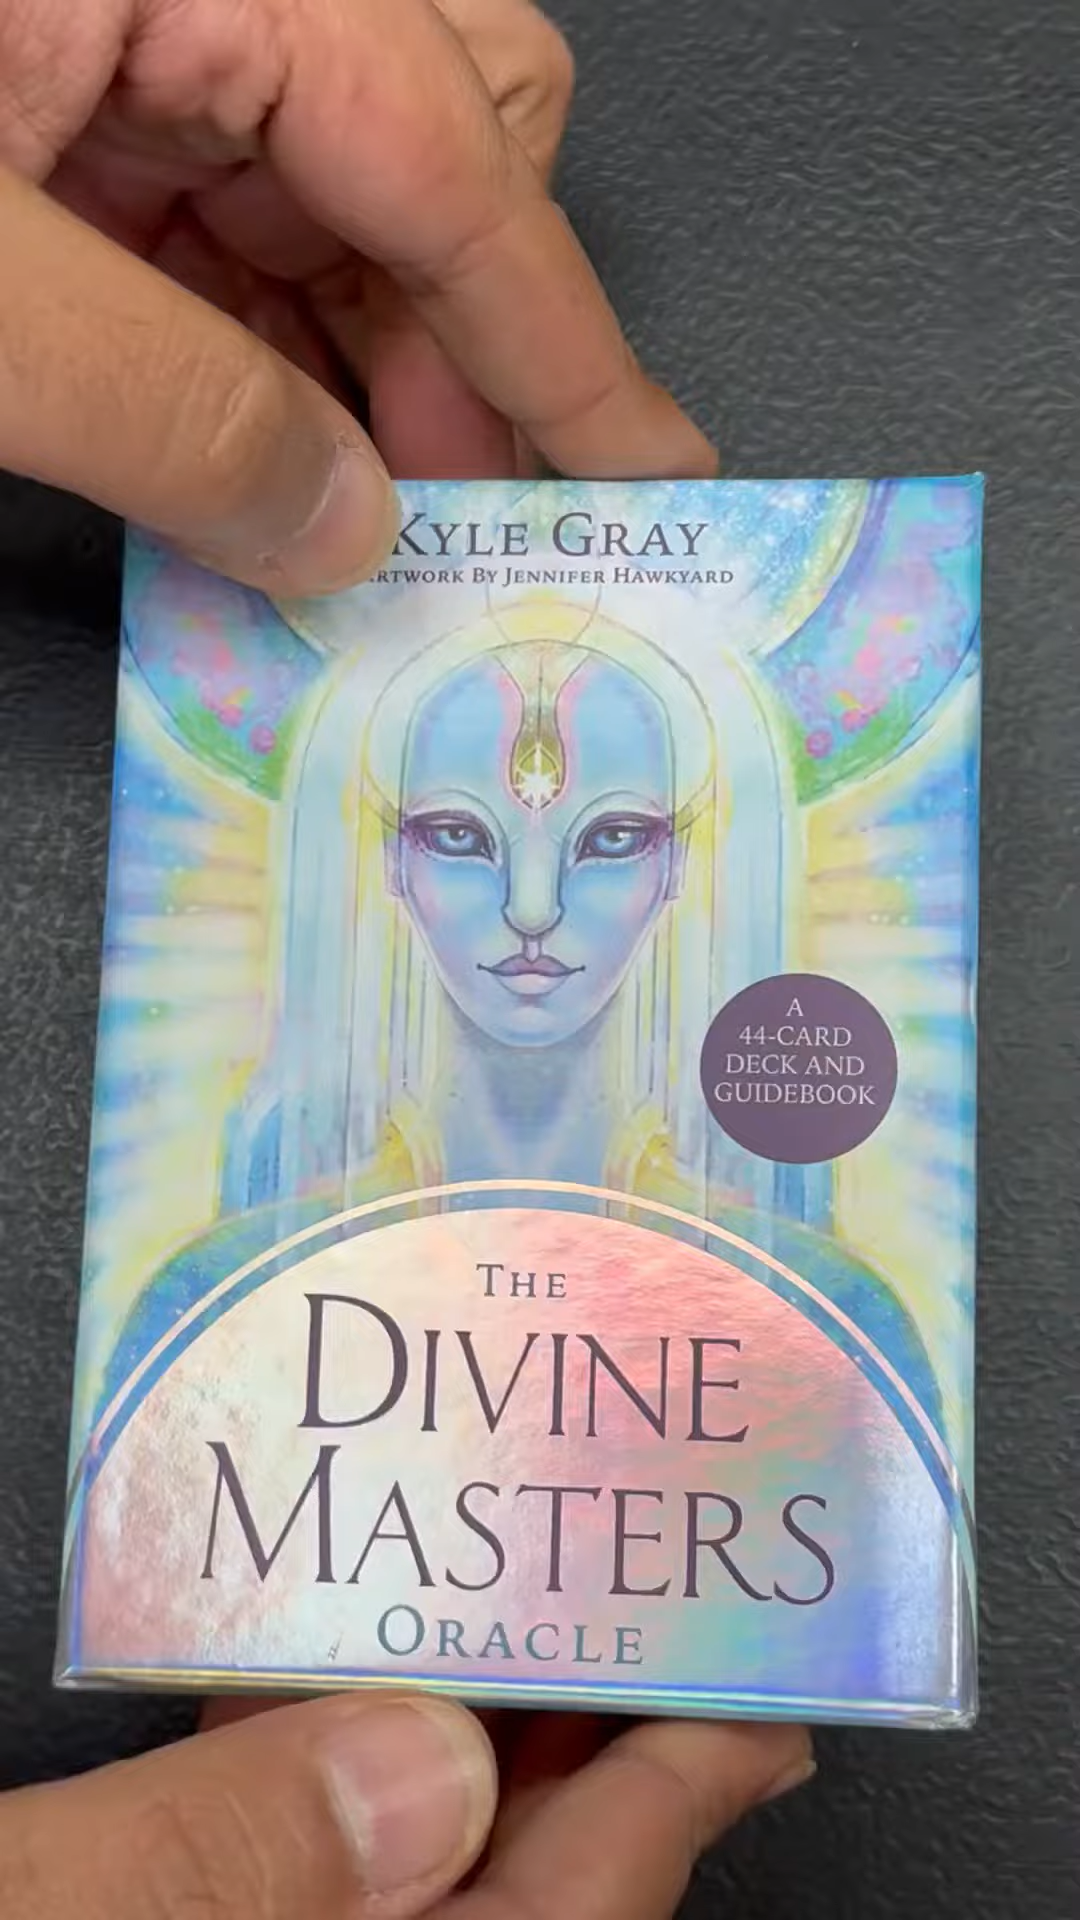 KYLE GRAY
ARTWORK BY JENNIFER HAWKYARD
A
44-CARD
DECK AND
GUIDEBOOK
THE
DIVINE
MASTERS
ORACLE